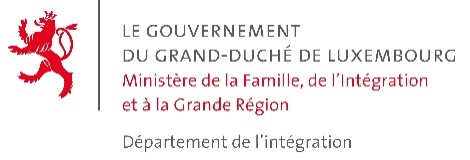 LE GOUVERNEMENT
DU GRAND-DUCHÉ DE LUXEMBOURG
Ministère de la Famille, de l'Intégration
et à la Grande Région
Département de l'intégration